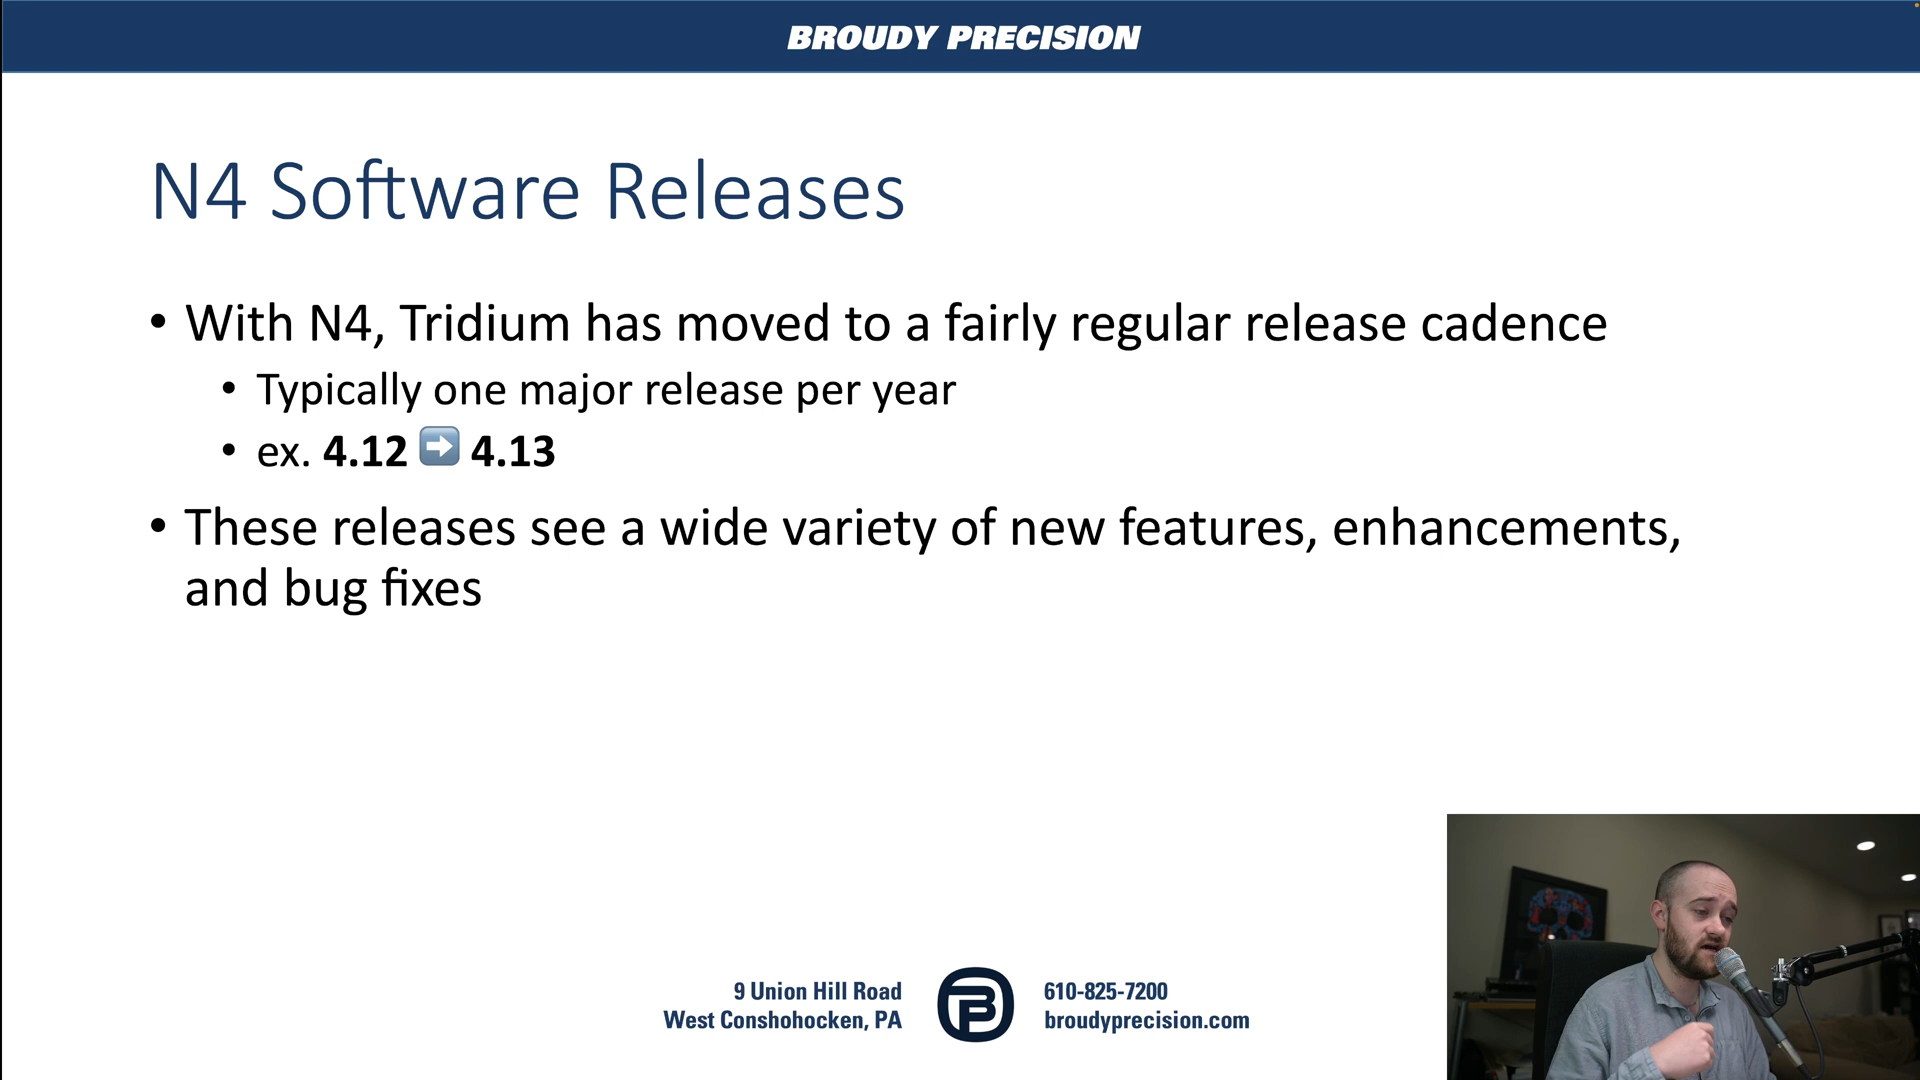 BROUDY PRECISION
N4 Software Releases
• With N4, Tridium has moved to a fairly regular release cadence
• Typically one major release per year
• ex. 4.12 ➡️ 4.13
• These releases see a wide variety of new features, enhancements,
and bug fixes
9 Union Hill Road
West Conshohocken, PA
610-825-7200
broudyprecision.com